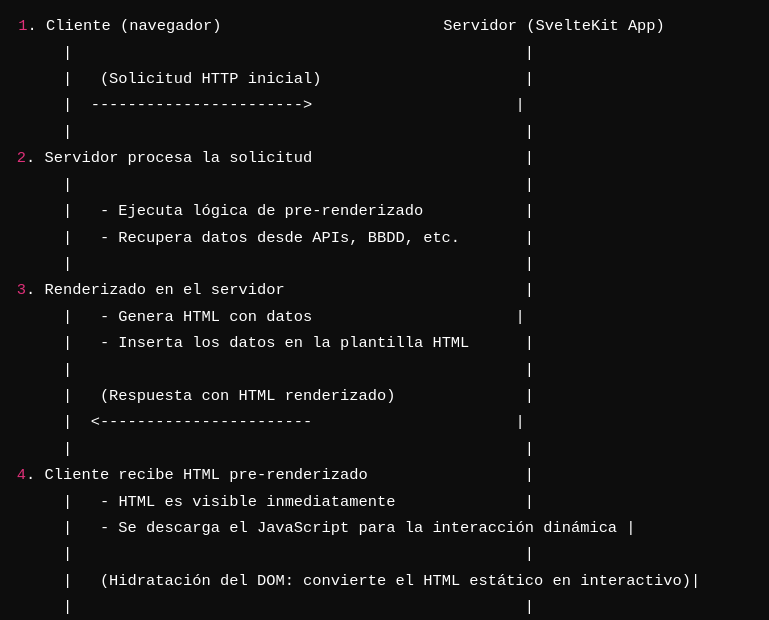 1. Cliente (navegador)                        Servidor (SvelteKit App)
     |                                                 |
     |   (Solicitud HTTP inicial)                      |
     |  ----------------------->                      |
     |                                                 |
2. Servidor procesa la solicitud                       |
     |                                                 |
     |   - Ejecuta lógica de pre-renderizado           |
     |   - Recupera datos desde APIs, BBDD, etc.       |
     |                                                 |
3. Renderizado en el servidor                          |
     |   - Genera HTML con datos                      |
     |   - Inserta los datos en la plantilla HTML      |
     |                                                 |
     |   (Respuesta con HTML renderizado)              |
     |  <-----------------------                      |
     |                                                 |
4. Cliente recibe HTML pre-renderizado                 |
     |   - HTML es visible inmediatamente              |
     |   - Se descarga el JavaScript para la interacción dinámica |
     |                                                 |
     |   (Hidratación del DOM: convierte el HTML estático en interactivo)|
     |                                                 |